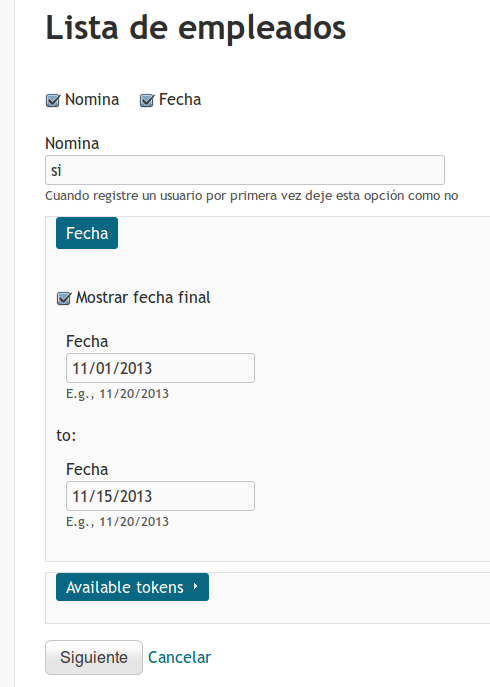 Lista de empleados
Nomina Fecha
Nomina
si
Cuando registre un usuario por primera vez deje esta opción como no
Fecha
Mostrar fecha final
Fecha
11/01/2013
E.g., 11/20/2013
to:
Fecha
11/15/2013
E.g., 11/20/2013
Available tokens
Siguiente Cancelar